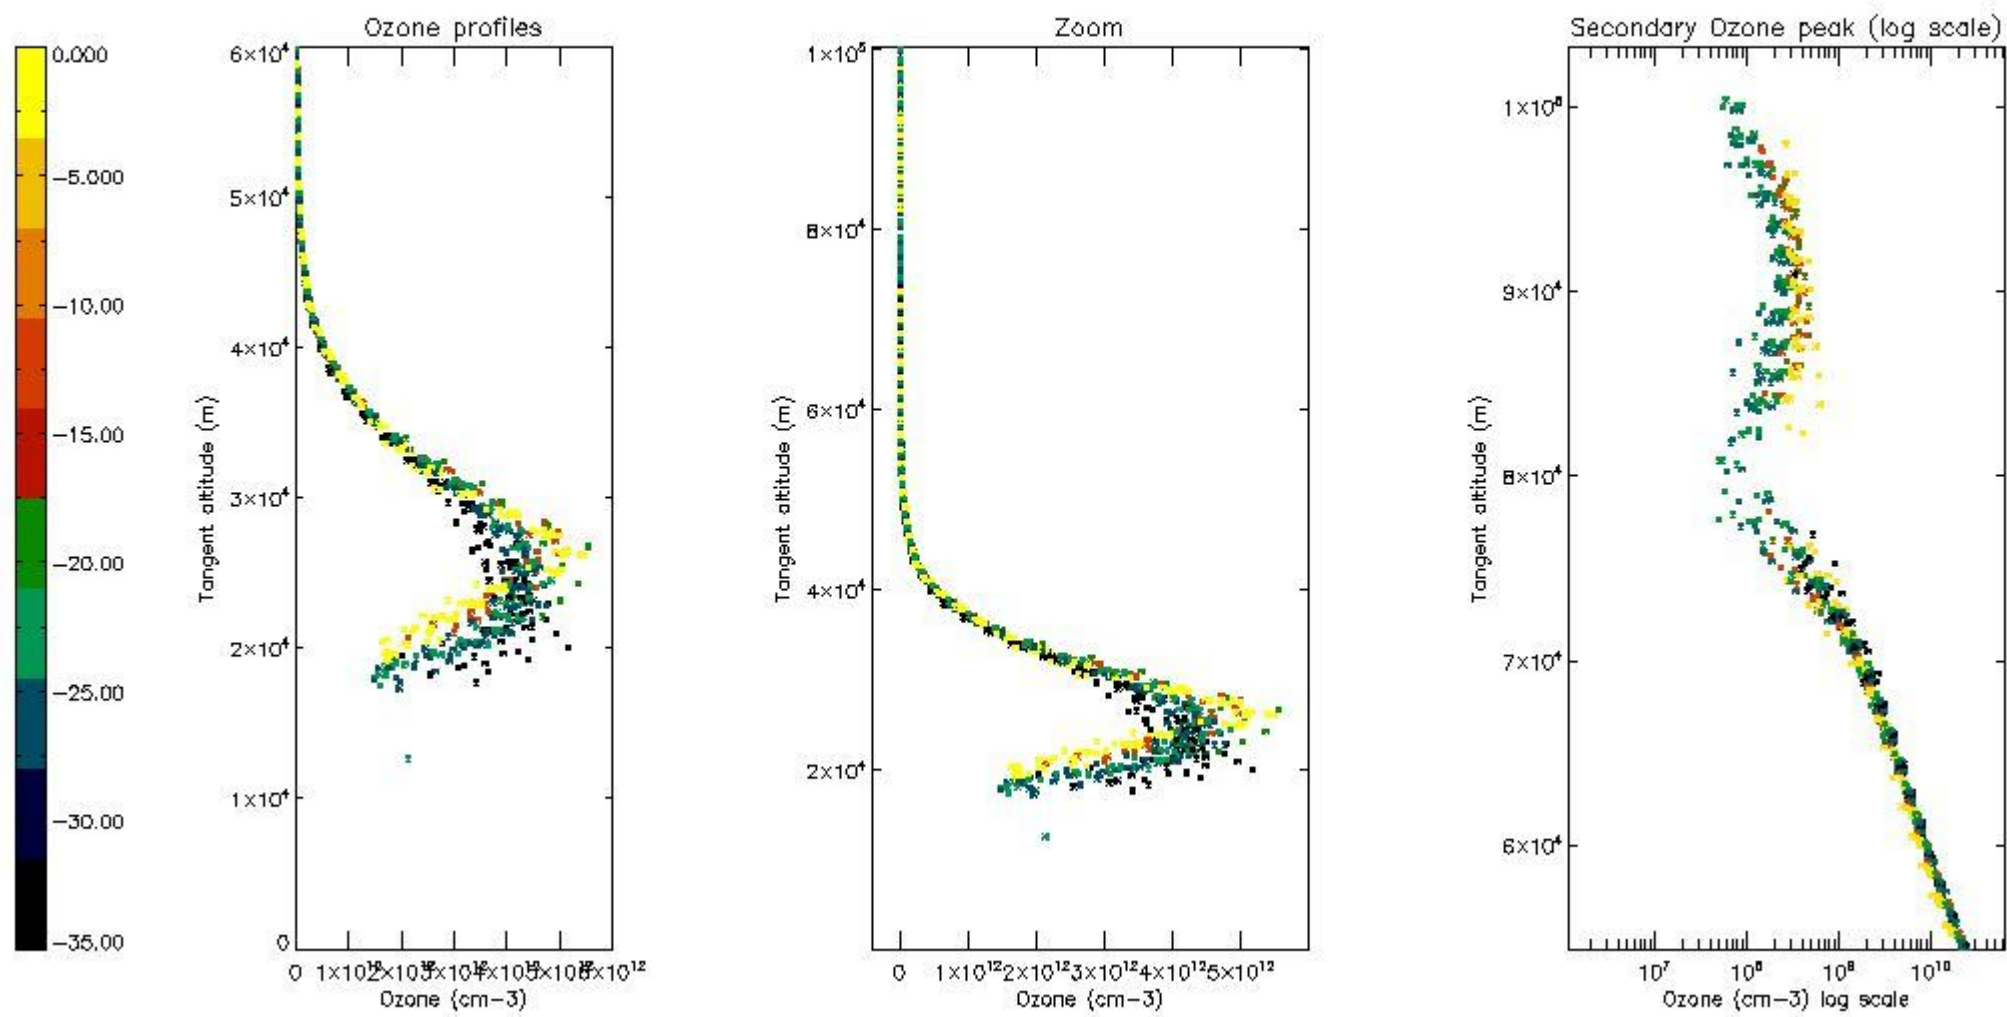 Ozone profiles
Zoom
Secondary Ozone peak (log scale)
0.000
−5.000
−10.00
−15.00
−20.00
−25.00
−30.00
−35.00
6×10⁴
5×10⁴
4×10⁴
3×10⁴
2×10⁴
1×10⁴
0
Tangent altitude (m)
0
Ozone (cm−3)
1×10⁵
8×10⁴
6×10⁴
4×10⁴
2×10⁴
Tangent altitude (m)
0 1×10¹² 2×10¹² 3×10¹² 4×10¹² 5×10¹²
Ozone (cm−3)
9×10⁴
8×10⁴
7×10⁴
6×10⁴
Tangent altitude (m)
10⁷ 10⁸ 10⁹ 10¹⁰
Ozone (cm−3) log scale